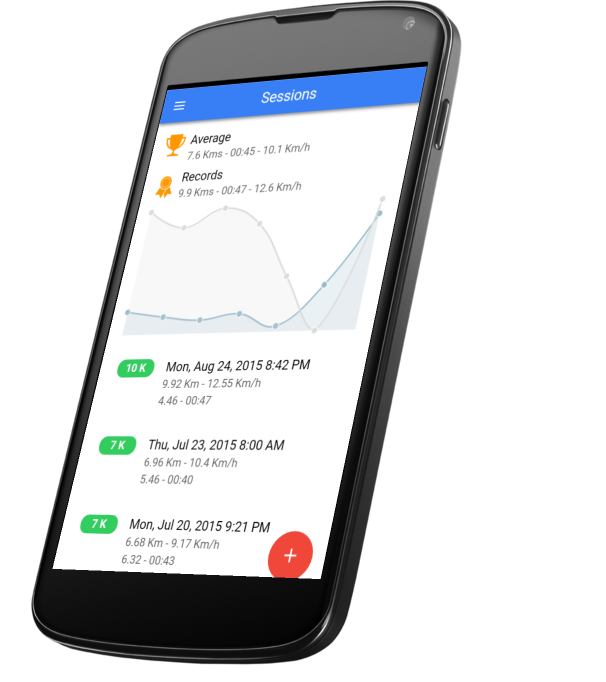 Sessions
Average
7.6 Kms - 00:45 - 10.1 Km/h
Records
9.9 Kms - 00:47 - 12.6 Km/h
10 K
Mon, Aug 24, 2015 8:42 PM
9.92 Km - 12.55 Km/h
4.46 - 00:47
7 K
Thu, Jul 23, 2015 8:00 AM
6.96 Km - 10.4 Km/h
5.46 - 00:40
7 K
Mon, Jul 20, 2015 9:21 PM
6.68 Km - 9.17 Km/h
6.32 - 00:43
+